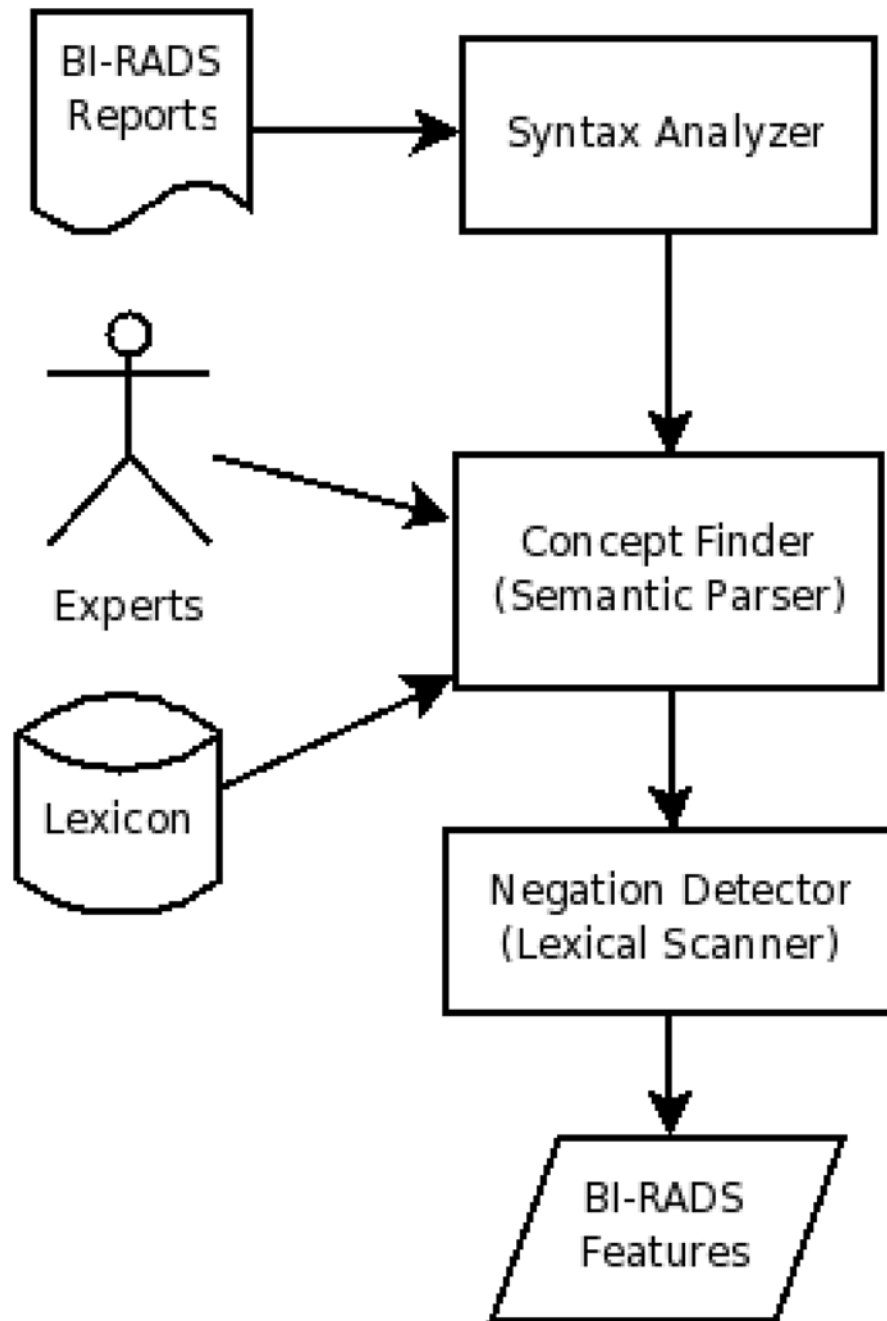 BI-RADS
Reports
Syntax Analyzer
Experts
Concept Finder
(Semantic Parser)
Lexicon
Negation Detector
(Lexical Scanner)
BI-RADS
Features